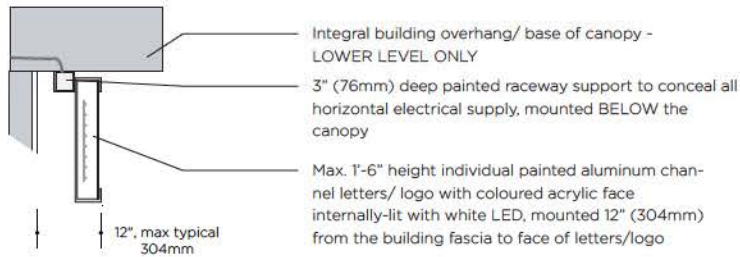 Integral building overhang/ base of canopy -
LOWER LEVEL ONLY
3" (76mm) deep painted raceway support to conceal all
horizontal electrical supply, mounted BELOW the
canopy
Max. 1'-6" height individual painted aluminum chan-
nel letters/ logo with coloured acrylic face
internally-lit with white LED, mounted 12" (304mm)
from the building fascia to face of letters/logo
12", max typical
304mm